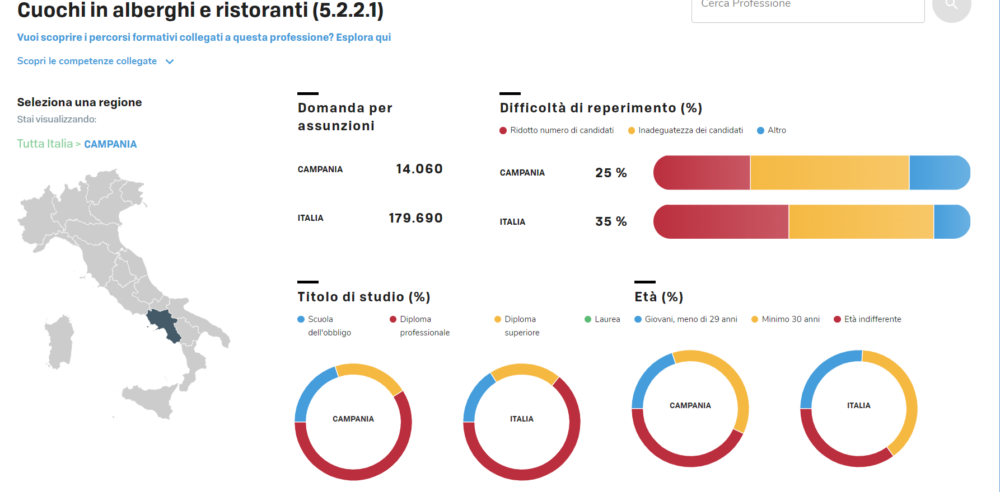 Cuochi in alberghi e ristoranti (5.2.2.1)
Cerca Professione
Vuoi scoprire i percorsi formativi collegati a questa professione? Esplora qui
Scopri le competenze collegate
Seleziona una regione
Stai visualizzando:
Tutta Italia > CAMPANIA
Domanda per
assunzioni
CAMPANIA 14.060
ITALIA 179.690
Difficoltà di reperimento (%)
Ridotto numero di candidati Inadeguatezza dei candidati Altro
CAMPANIA 25 %
ITALIA 35 %
Titolo di studio (%)
Scuola
dell'obbligo
Diploma
professionale
Diploma
superiore
Laurea
CAMPANIA
ITALIA
Età (%)
Giovani, meno di 29 anni Minimo 30 anni Età indifferente
CAMPANIA
ITALIA